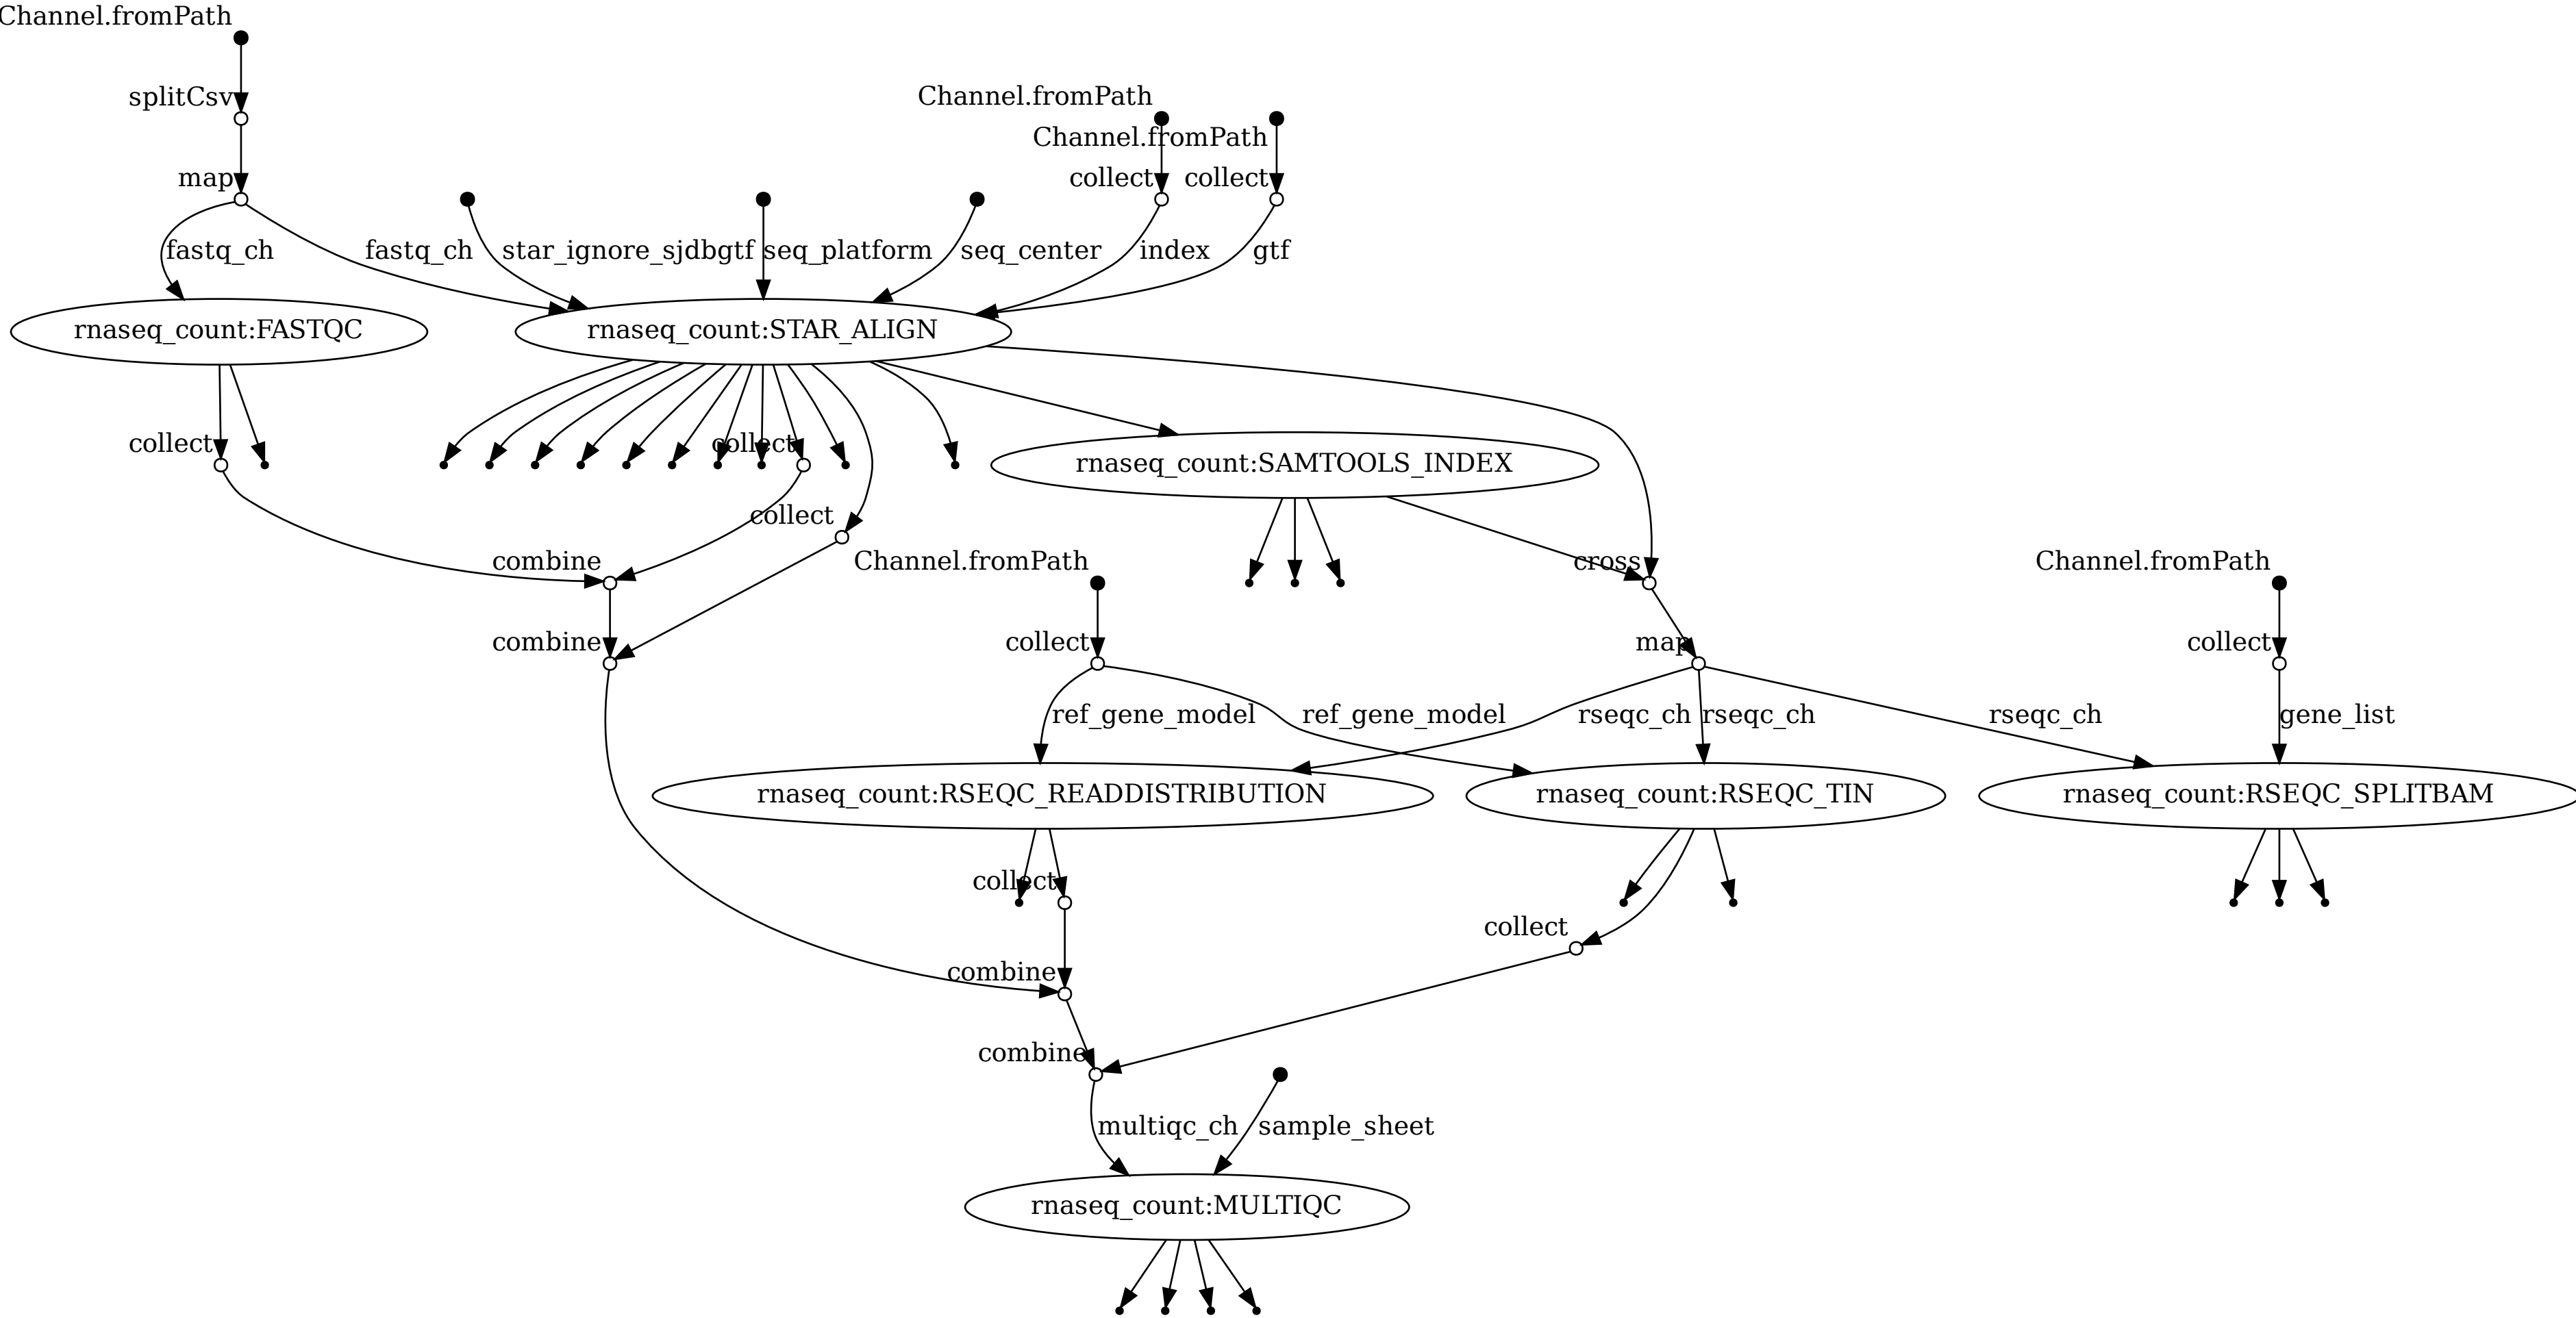 Channel.fromPath
splitCsv
Channel.fromPath
Channel.fromPath
map
collect
collect
fastq_ch
fastq_ch
star_ignore_sjdbgtf
seq_platform
seq_center
index
gtf
rnaseq_count:FASTQC
rnaseq_count:STAR_ALIGN
collect
collect
rnaseq_count:SAMTOOLS_INDEX
collect
combine
Channel.fromPath
cross
Channel.fromPath
combine
collect
map
collect
ref_gene_model
ref_gene_model
rseqc_ch
rseqc_ch
rseqc_ch
gene_list
rnaseq_count:RSEQC_READDISTRIBUTION
rnaseq_count:RSEQC_TIN
rnaseq_count:RSEQC_SPLITBAM
collect
collect
combine
combine
multiqc_ch
sample_sheet
rnaseq_count:MULTIQC